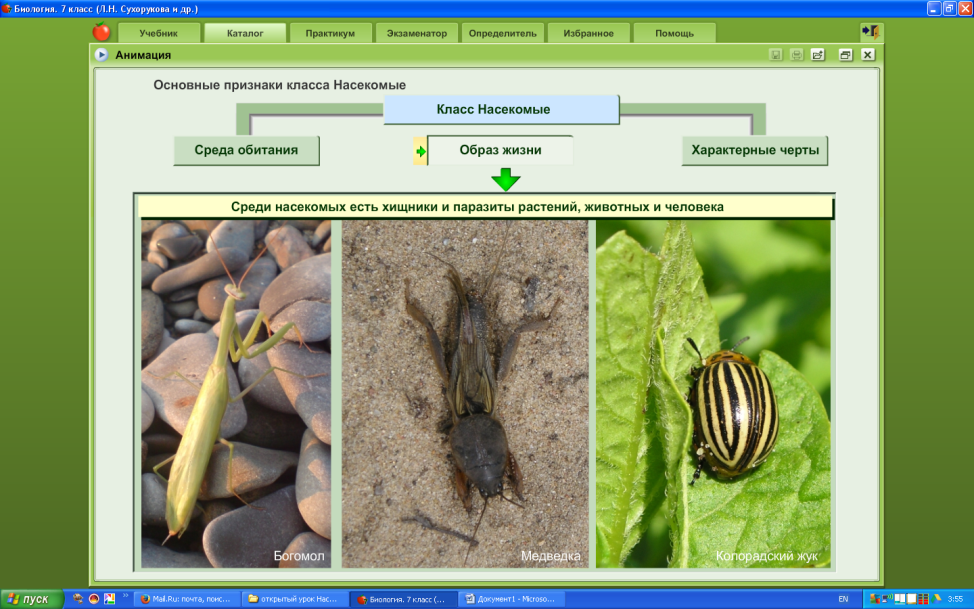 Биология. 7 класс (Л.Н. Сухорукова и др.)
Учебник Каталог Практикум Экзаменатор Определитель Избранное Помощь
Анимация
Основные признаки класса Насекомые
Класс Насекомые
Среда обитания Образ жизни Характерные черты
Среди насекомых есть хищники и паразиты растений, животных и человека
Богомол Медведка Колорадский жук
пуск Mail.Ru: почта, поис... открытый урок Нас... Биология. 7 класс (... Документ1 - Microso... EN 3:55